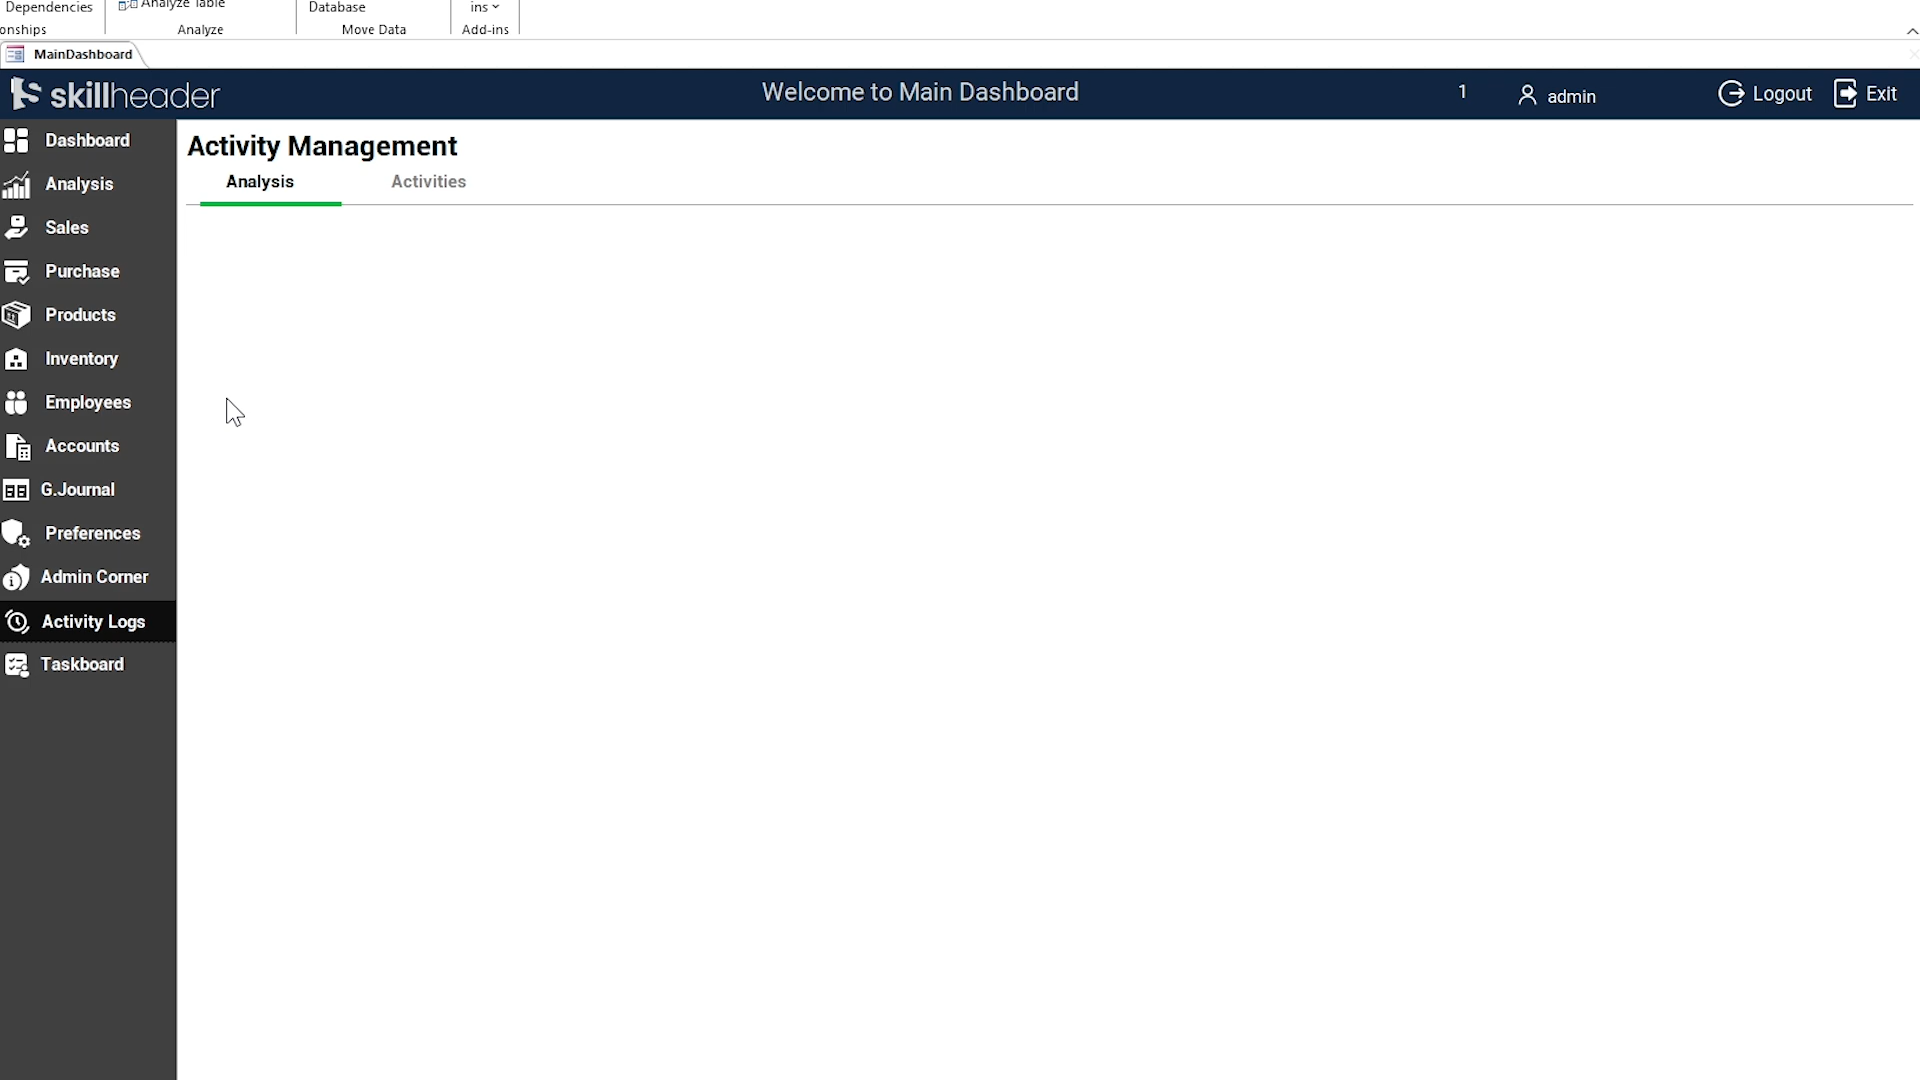 Dependencies
Analyze Table
Database
ins
onships
Analyze
Move Data
Add-ins
MainDashboard
skillheader
Welcome to Main Dashboard
1
admin
Logout
Exit
Dashboard
Analysis
Sales
Purchase
Products
Inventory
Employees
Accounts
G.Journal
Preferences
Admin Corner
Activity Logs
Taskboard
Activity Management
Analysis
Activities